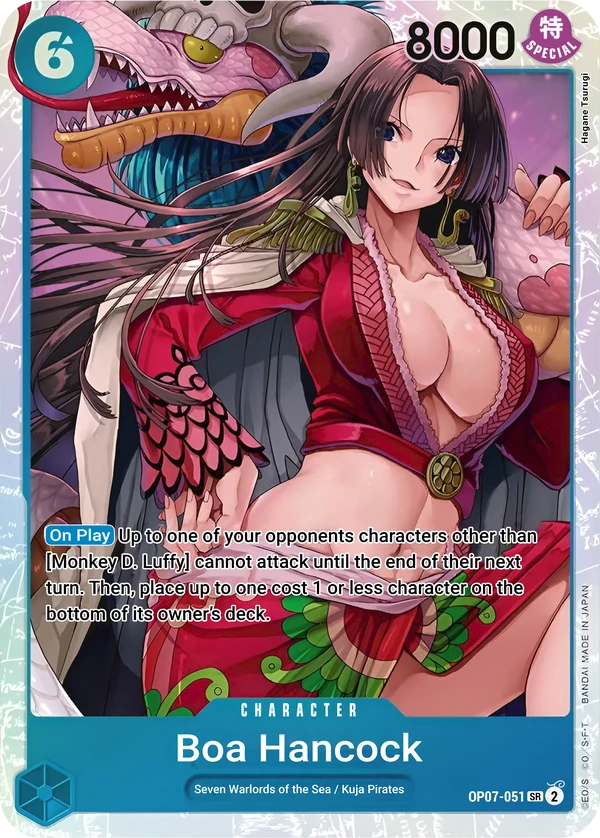 6
8000
特
SPECIAL
Hagane Tsurugi
On Play Up to one of your opponents characters other than
[Monkey D. Luffy] cannot attack until the end of their next
turn. Then, place up to one cost 1 or less character on the
bottom of its owner's deck.
CHARACTER
Boa Hancock
Seven Warlords of the Sea / Kuja Pirates
OP07-051 SR 2
©E.O/S ©O/S・F・T BANDAI MADE IN JAPAN